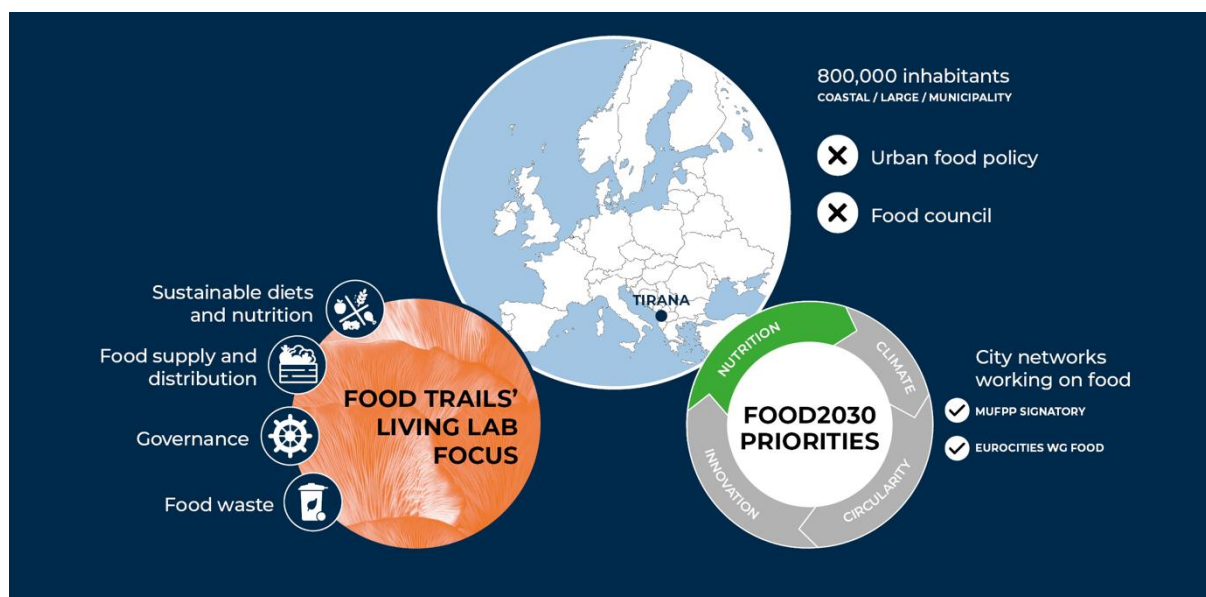 800,000 inhabitants
COASTAL / LARGE / MUNICIPALITY
Urban food policy
Food council
TIRANA
Sustainable diets
and nutrition
Food supply and
distribution
Governance
Food waste
FOOD TRAILS’
LIVING LAB
FOCUS
NUTRITION
CLIMATE
CIRCULARITY
INNOVATION
FOOD2030
PRIORITIES
City networks
working on food
MUFPP SIGNATORY
EUROCITIES WG FOOD